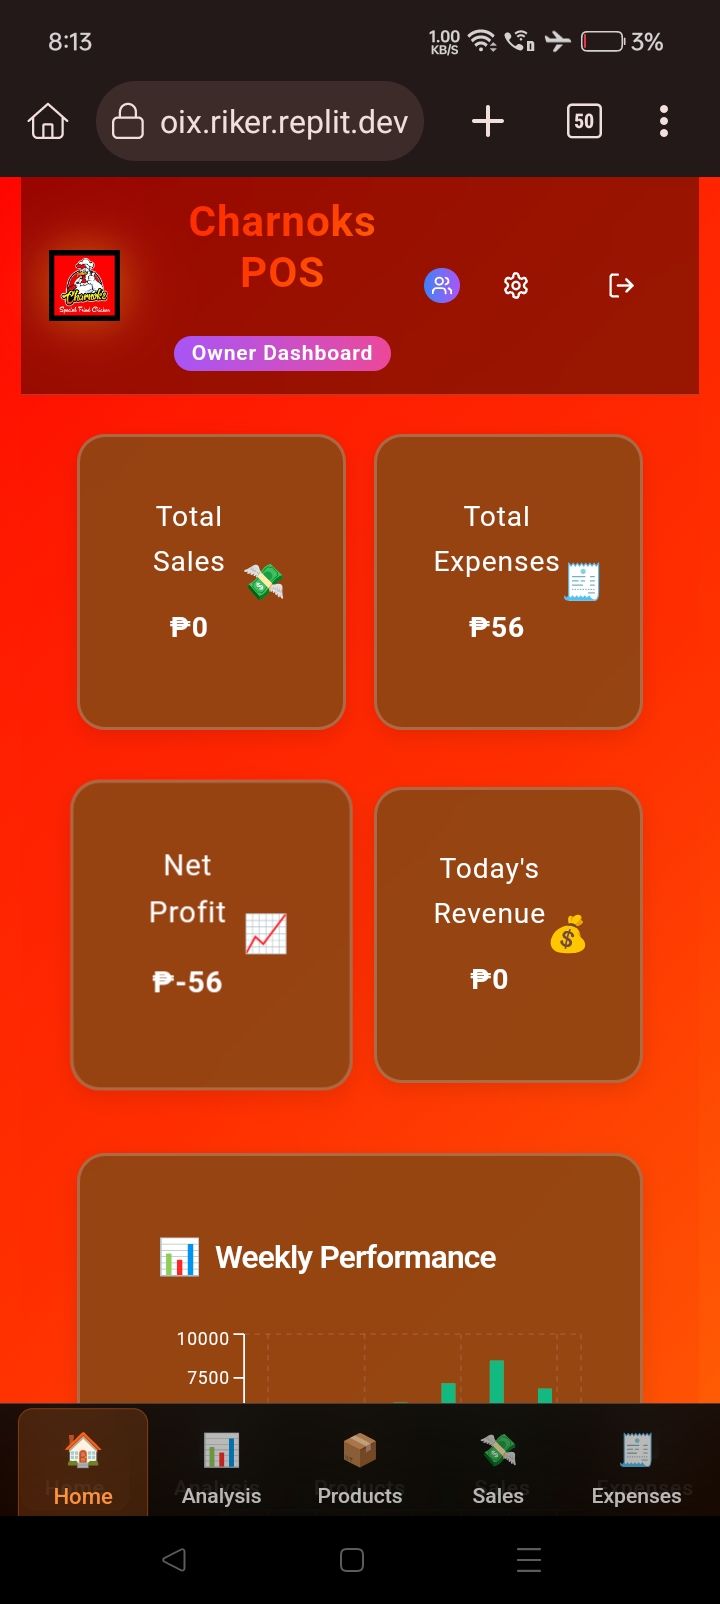 8:13
1.00
KB/S
3%
oix.riker.replit.dev
50
Charnoks
POS
Charnoks
Special Fried Chicken
Owner Dashboard
Total
Sales
₱0
Total
Expenses
₱56
Net
Profit
₱-56
Today's
Revenue
₱0
Weekly Performance
10000
7500
Home
Analysis
Products
Sales
Expenses